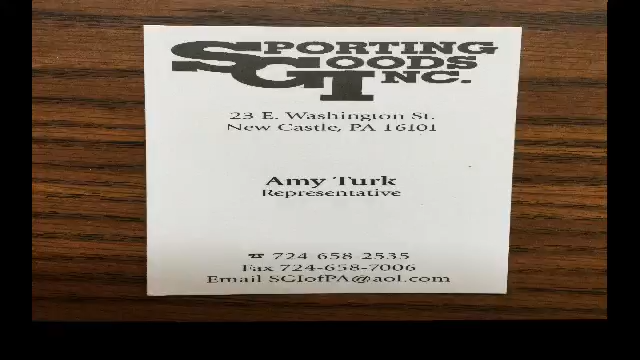 SPORTING
GOODS
INC.
23 E. Washington St.
New Castle, PA 16101
Amy Turk
Representative
☎ 724 658 2535
Fax 724-658-7006
Email SGIofPA@aol.com